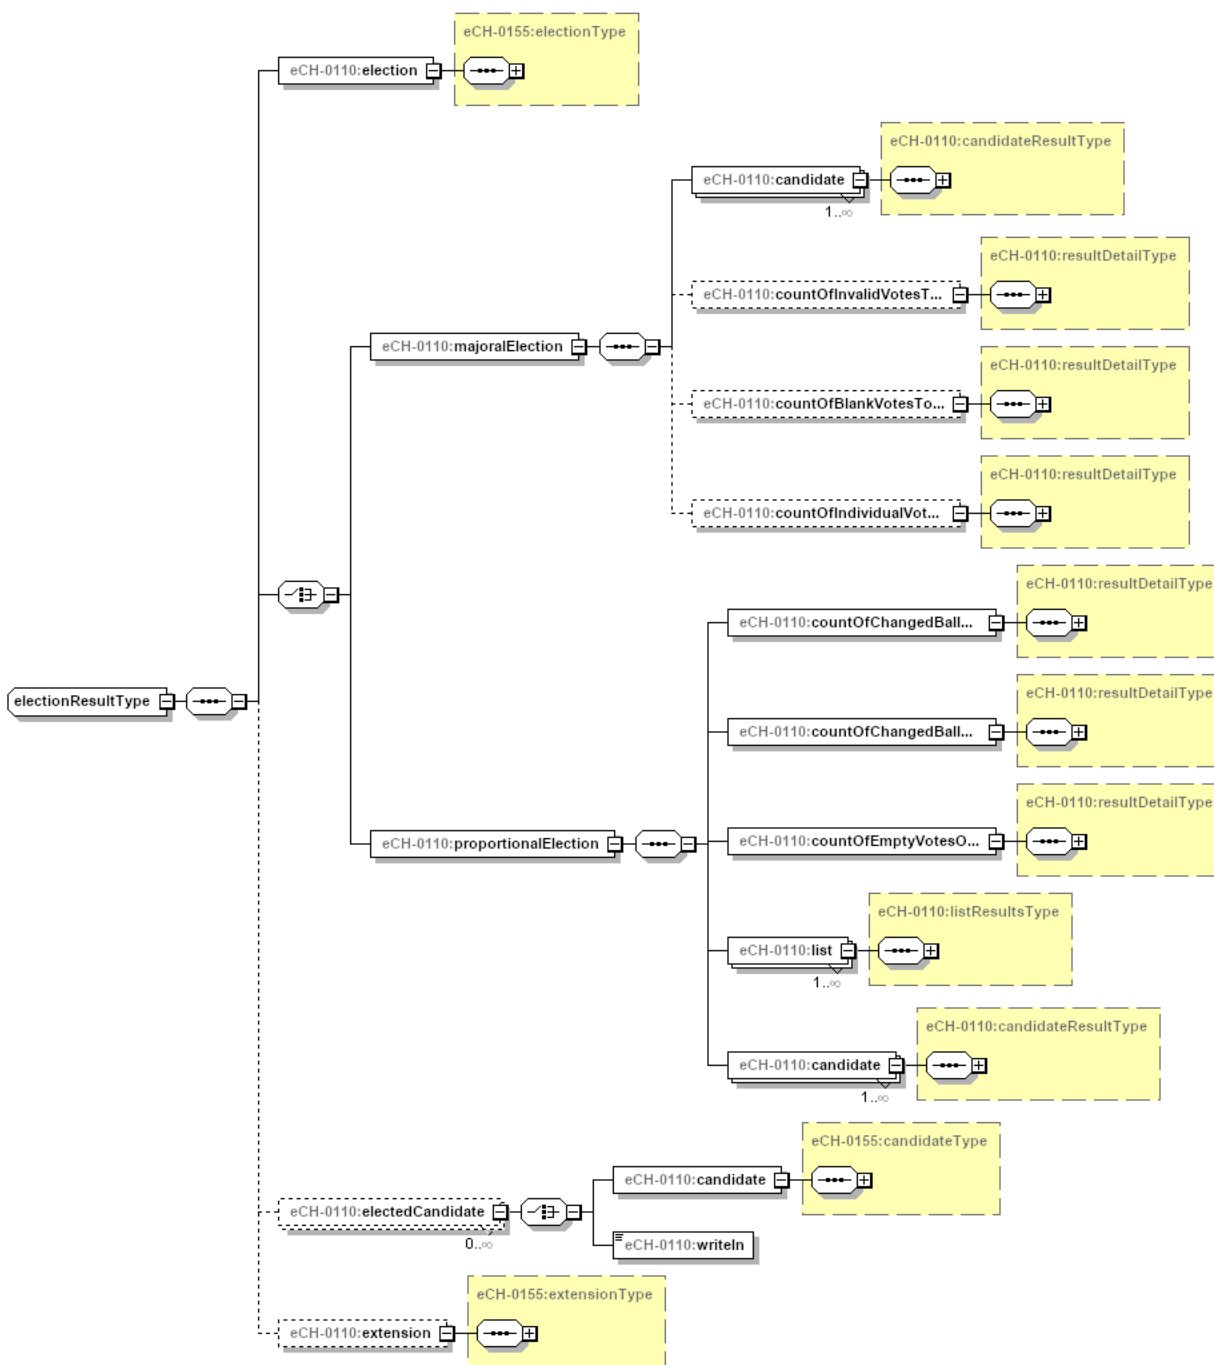 eCH-0155:electionType
eCH-0110:election
eCH-0110:candidateResultType
eCH-0110:candidate
1..∞
eCH-0110:resultDetailType
eCH-0110:countOfInvalidVotesT...
eCH-0110:majoralElection
eCH-0110:resultDetailType
eCH-0110:countOfBlankVotesTo...
eCH-0110:resultDetailType
eCH-0110:countOfIndividualVot...
eCH-0110:resultDetailType
eCH-0110:countOfChangedBall...
electionResultType
eCH-0110:resultDetailType
eCH-0110:countOfChangedBall...
eCH-0110:resultDetailType
eCH-0110:countOfEmptyVotesO...
eCH-0110:proportionalElection
eCH-0110:listResultsType
eCH-0110:list
1..∞
eCH-0110:candidateResultType
eCH-0110:candidate
1..∞
eCH-0155:candidateType
eCH-0110:candidate
eCH-0110:electedCandidate
0..∞
eCH-0110:writeIn
eCH-0155:extensionType
eCH-0110:extension